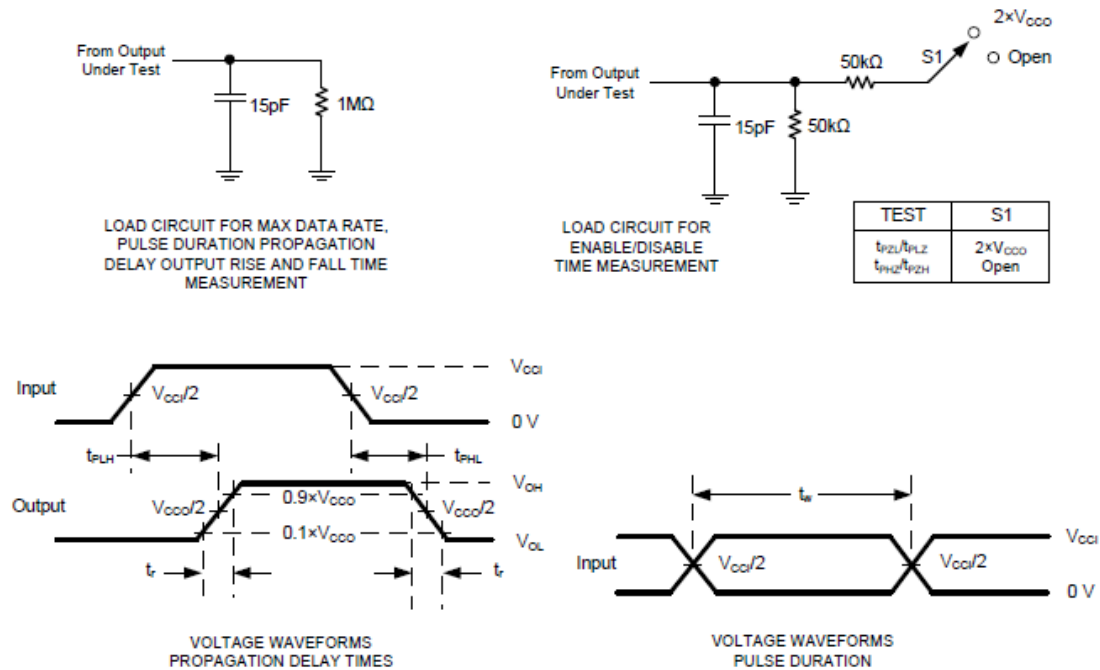 From Output
Under Test
15pF
1MΩ
LOAD CIRCUIT FOR MAX DATA RATE,
PULSE DURATION PROPAGATION
DELAY OUTPUT RISE AND FALL TIME
MEASUREMENT
2×VCCO
S1
Open
50kΩ
From Output
Under Test
15pF
50kΩ
LOAD CIRCUIT FOR
ENABLE/DISABLE
TIME MEASUREMENT
TEST S1
tPZL/tPLZ 2×VCCO
tPHZ/tPZH Open
Input
VCCI/2
VCCI/2
VCCI
0 V
tPLH
tPHL
Output
VCCO/2
0.9×VCCO
0.1×VCCO
VCCO/2
VOH
VOL
tr
tr
VOLTAGE WAVEFORMS
PROPAGATION DELAY TIMES
tw
Input
VCCI/2
VCCI/2
VCCI
0 V
VOLTAGE WAVEFORMS
PULSE DURATION